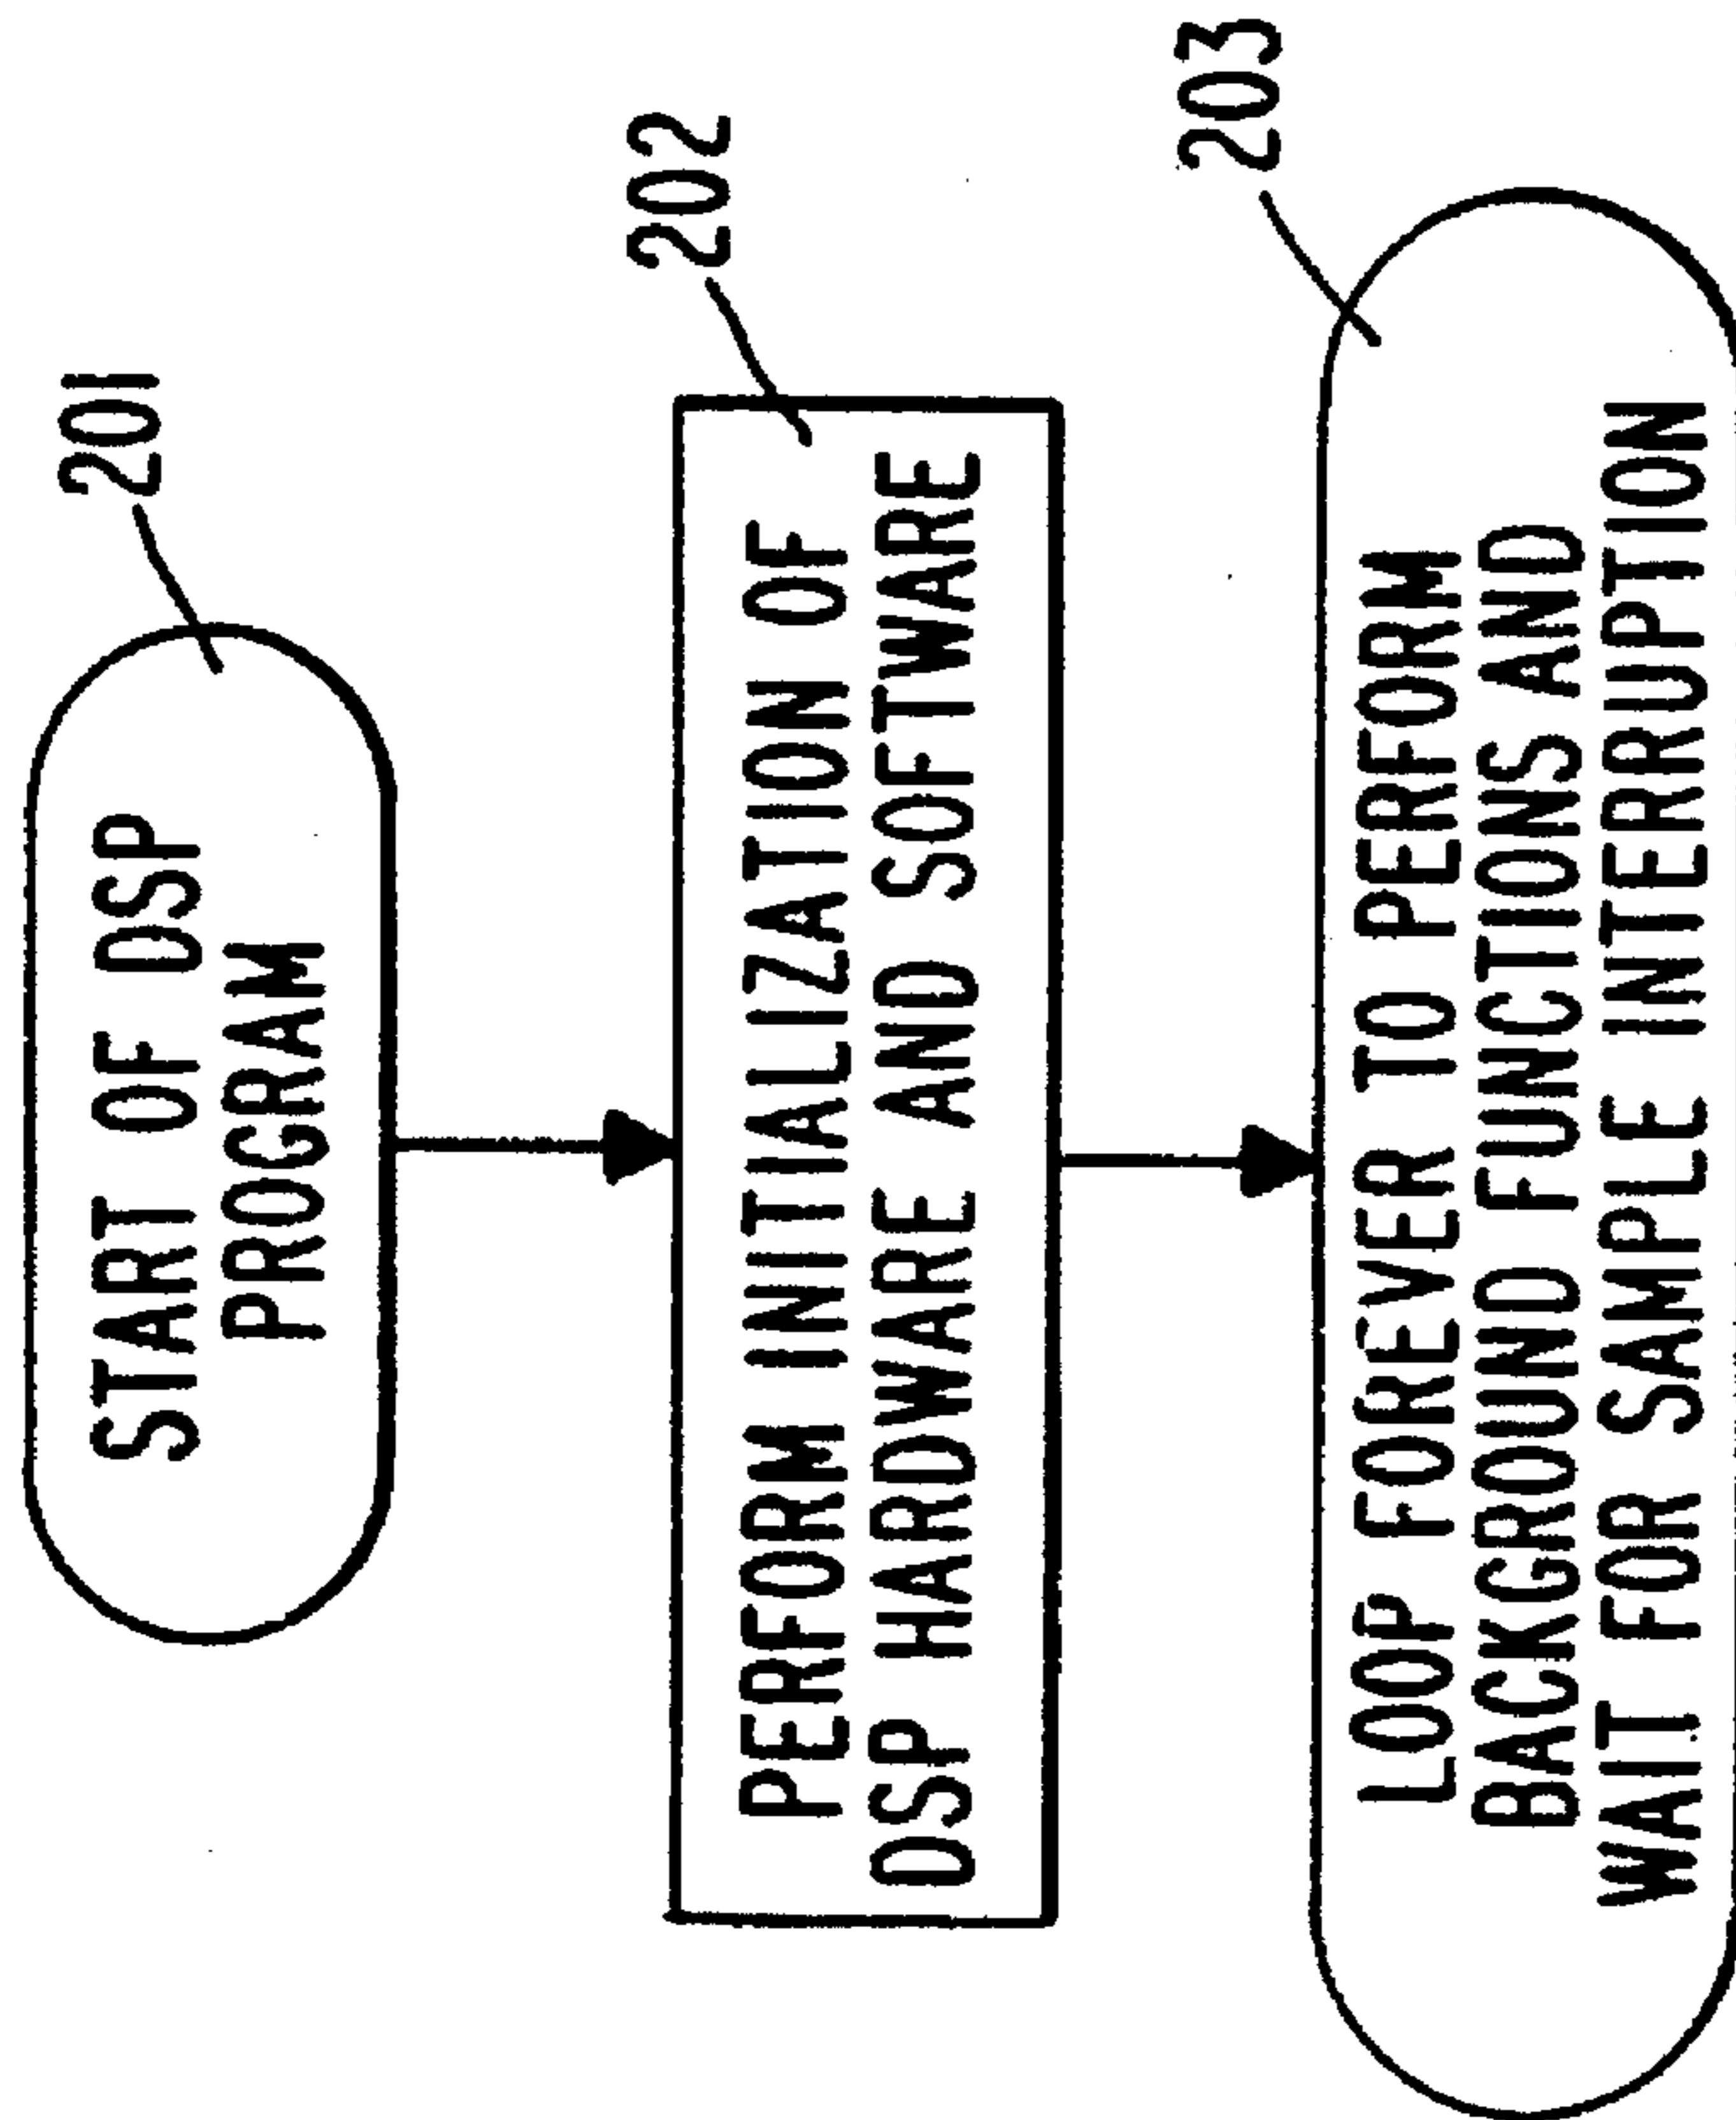 201
START OF DSP
PROGRAM
202
PERFORM INITIALIZATION OF
DSP HARDWARE AND SOFTWARE
203
LOOP FOREVER TO PERFORM
BACKGROUND FUNCTIONS AND
WAIT FOR SAMPLE INTERRUPTION